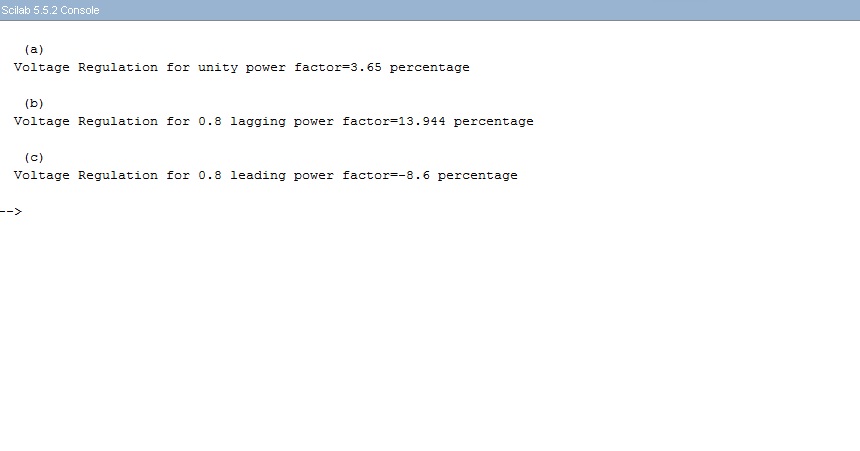 Scilab 5.5.2 Console
(a)
Voltage Regulation for unity power factor=3.65 percentage
(b)
Voltage Regulation for 0.8 lagging power factor=13.944 percentage
(c)
Voltage Regulation for 0.8 leading power factor=-8.6 percentage
-->